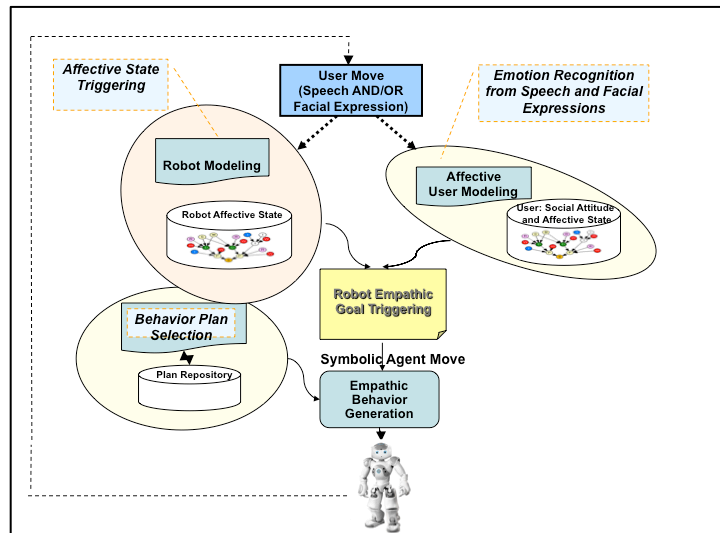 Affective State
Triggering
User Move
(Speech AND/OR
Facial Expression)
Emotion Recognition
from Speech and Facial
Expressions
Robot Modeling
Affective
User Modeling
Robot Affective State
User: Social Attitude
and Affective State
Robot Empathic
Goal Triggering
Behavior Plan
Selection
Symbolic Agent Move
Plan Repository
Empathic
Behavior
Generation